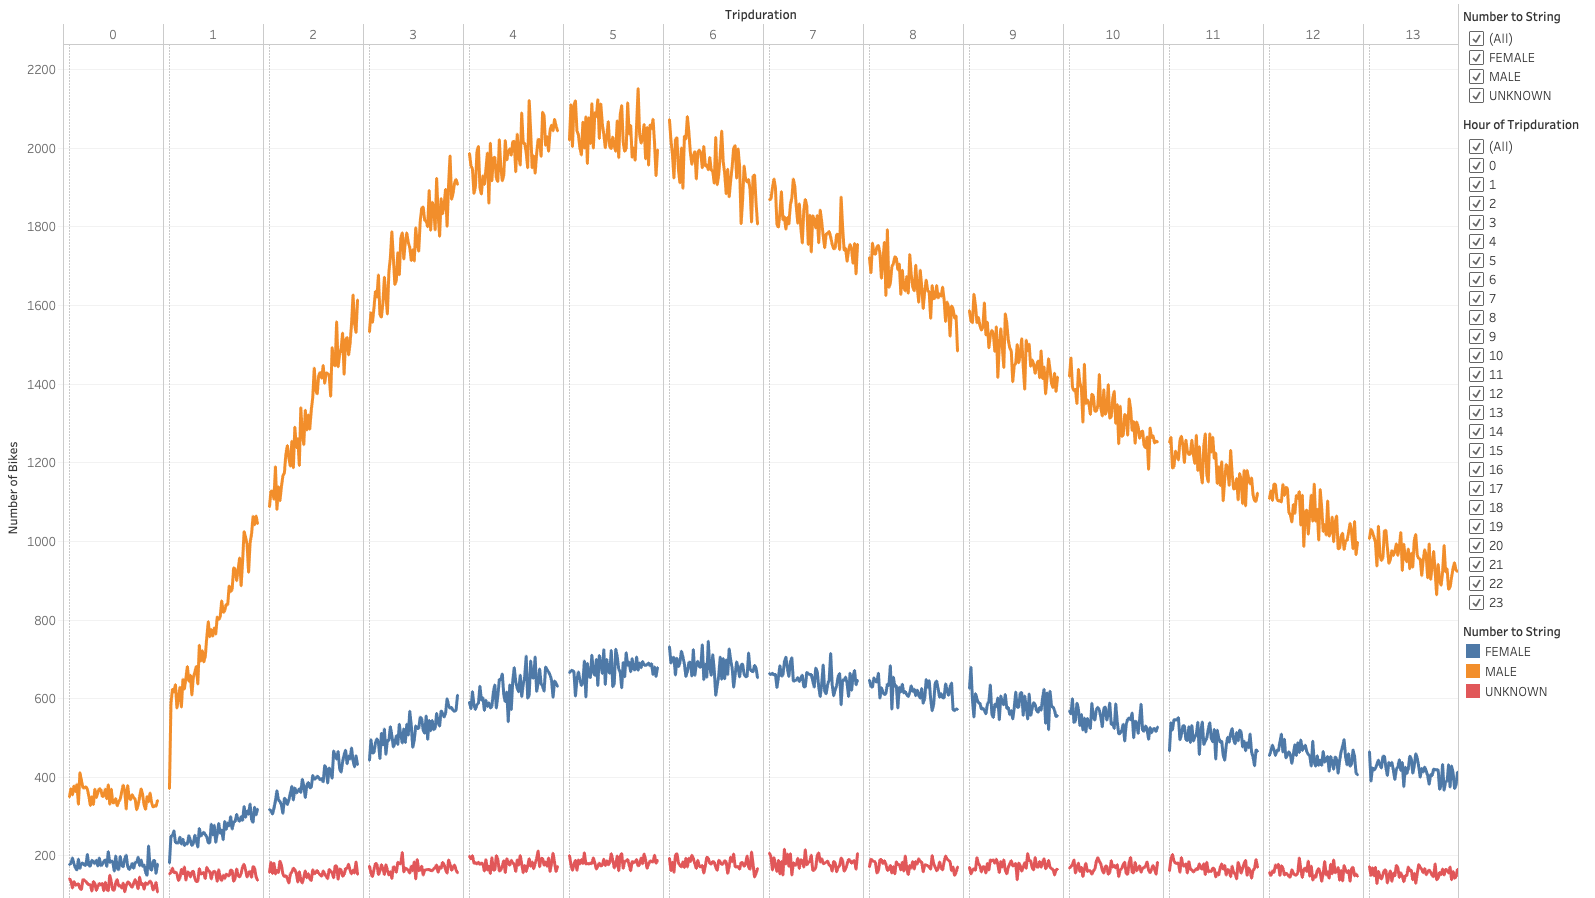 Tripduration
0 1 2 3 4 5 6 7 8 9 10 11 12 13
Number of Bikes
2200
2000
1800
1600
1400
1200
1000
800
600
400
200
Number to String
(All)
FEMALE
MALE
UNKNOWN
Hour of Tripduration
(All)
0
1
2
3
4
5
6
7
8
9
10
11
12
13
14
15
16
17
18
19
20
21
22
23
Number to String
FEMALE
MALE
UNKNOWN